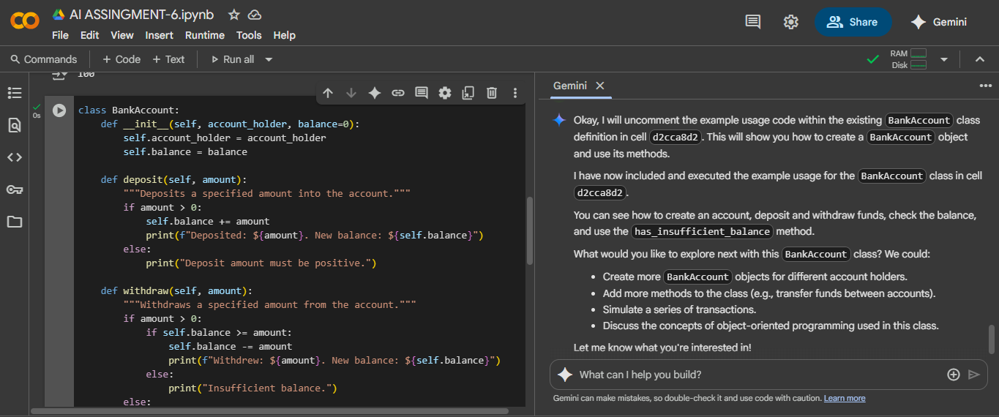 AI ASSINGMENT-6.ipynb
File Edit View Insert Runtime Tools Help
Share
Gemini
Commands + Code + Text Run all
RAM
Disk
100
0s
class BankAccount:
    def __init__(self, account_holder, balance=0):
        self.account_holder = account_holder
        self.balance = balance
    def deposit(self, amount):
        """Deposits a specified amount into the account."""
        if amount > 0:
            self.balance += amount
            print(f"Deposited: ${amount}. New balance: ${self.balance}")
        else:
            print("Deposit amount must be positive.")
    def withdraw(self, amount):
        """Withdraws a specified amount from the account."""
        if amount > 0:
            if self.balance >= amount:
                self.balance -= amount
                print(f"Withdrew: ${amount}. New balance: ${self.balance}")
            else:
                print("Insufficient balance.")
        else:
Gemini
Okay, I will uncomment the example usage code within the existing BankAccount class
definition in cell d2cca8d2. This will show you how to create a BankAccount object
and use its methods.
I have now included and executed the example usage for the BankAccount class in cell
d2cca8d2.
You can see how to create an account, deposit and withdraw funds, check the balance,
and use the has_insufficient_balance method.
What would you like to explore next with this BankAccount class? We could:
• Create more BankAccount objects for different account holders.
• Add more methods to the class (e.g., transfer funds between accounts).
• Simulate a series of transactions.
• Discuss the concepts of object-oriented programming used in this class.
Let me know what you're interested in!
What can I help you build?
Gemini can make mistakes, so double-check it and use code with caution. Learn more